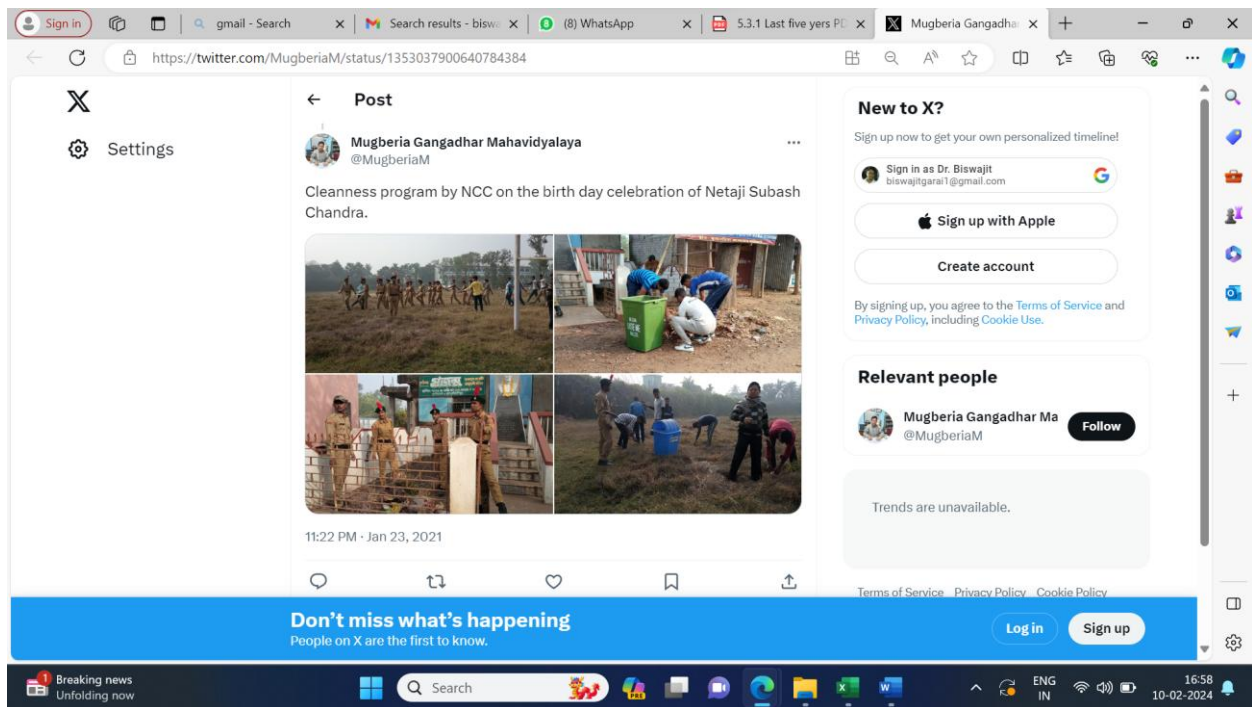 Sign in
gmail - Search
Search results - biswa
(8) WhatsApp
5.3.1 Last five yers PD
Mugberia Gangadha
https://twitter.com/MugberiaM/status/1353037900640784384
Post
Settings
Mugberia Gangadhar Mahavidyalaya
@MugberiaM
Cleanness program by NCC on the birth day celebration of Netaji Subash
Chandra.
USE ME
11:22 PM · Jan 23, 2021
New to X?
Sign up now to get your own personalized timeline!
Sign in as Dr. Biswajit
biswajitgarai1@gmail.com
Sign up with Apple
Create account
By signing up, you agree to the Terms of Service and
Privacy Policy, including Cookie Use.
Relevant people
Mugberia Gangadhar Ma
@MugberiaM
Follow
Trends are unavailable.
Terms of Service Privacy Policy Cookie Policy
Don’t miss what’s happening
People on X are the first to know.
Log in
Sign up
1
Breaking news
Unfolding now
Search
PRE
ENG
IN
16:58
10-02-2024